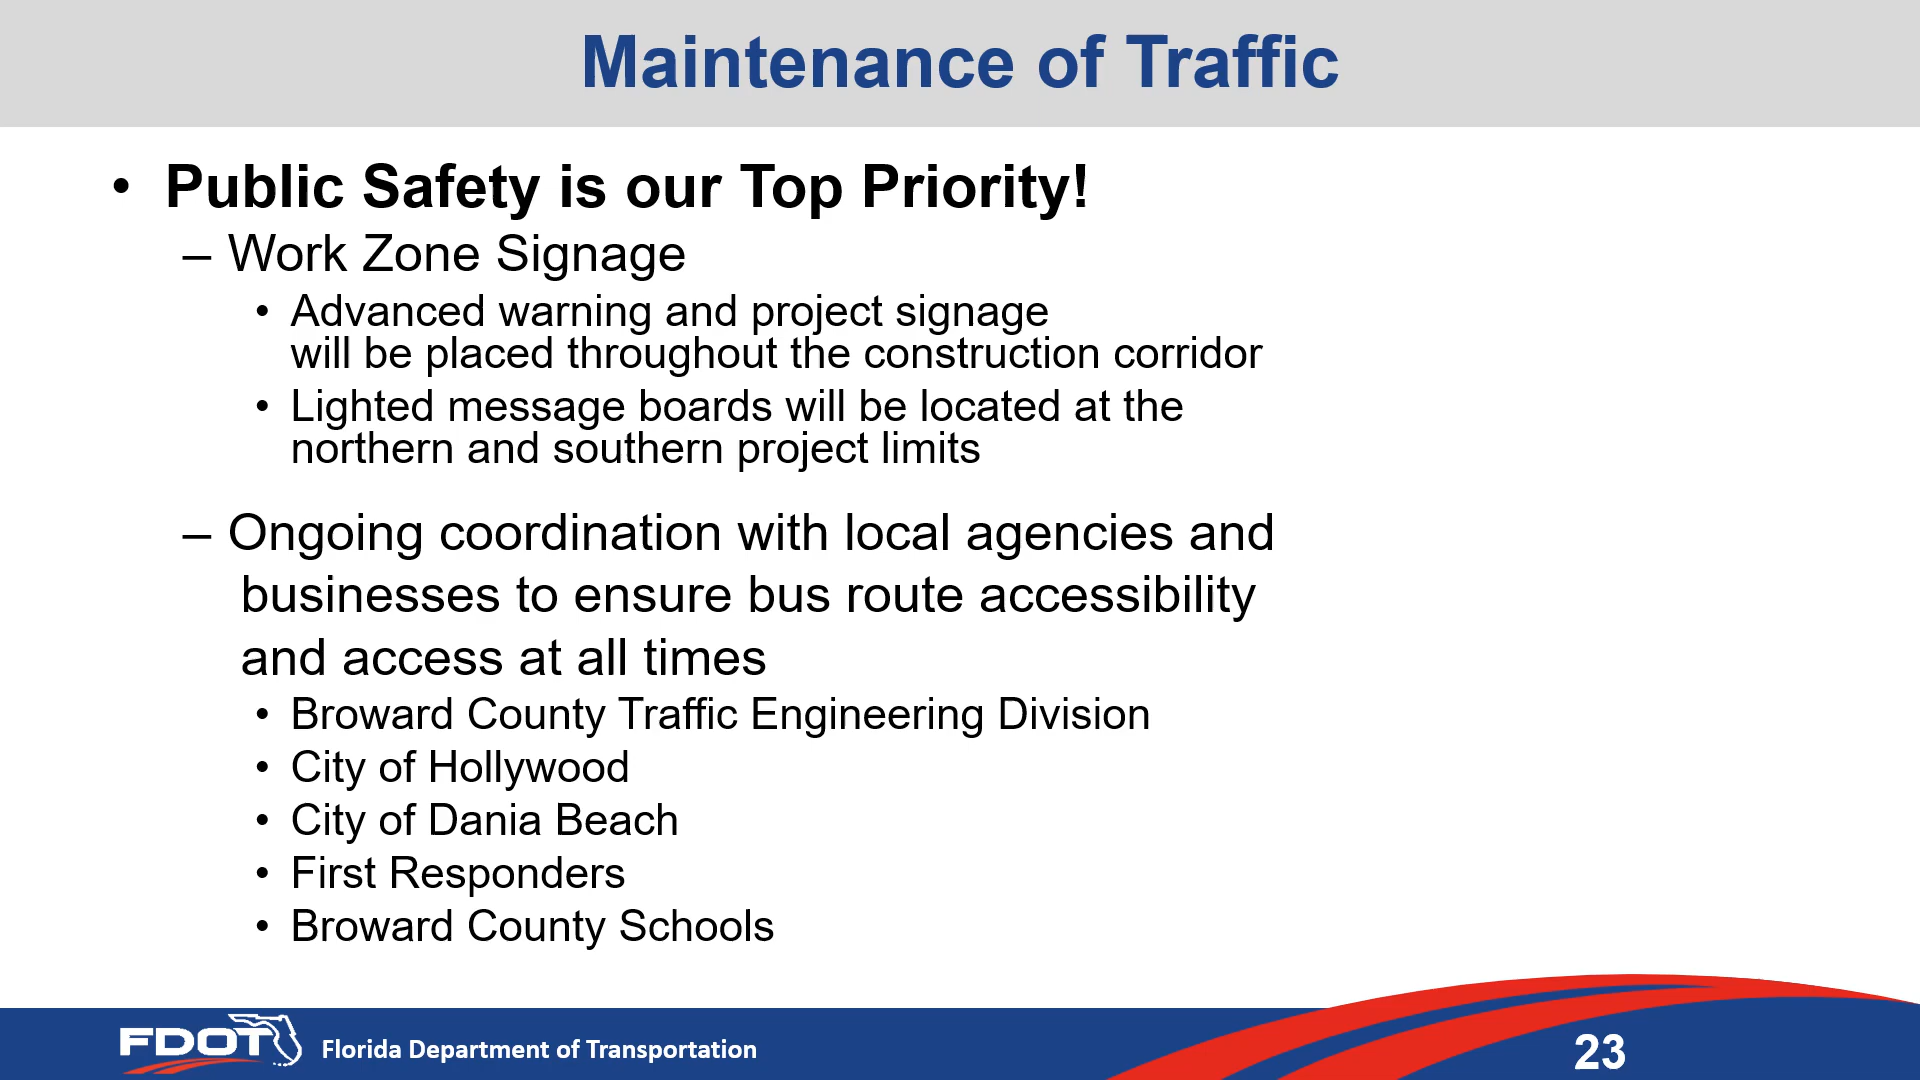 Maintenance of Traffic
• Public Safety is our Top Priority!
– Work Zone Signage
• Advanced warning and project signage
will be placed throughout the construction corridor
• Lighted message boards will be located at the
northern and southern project limits
– Ongoing coordination with local agencies and
businesses to ensure bus route accessibility
and access at all times
• Broward County Traffic Engineering Division
• City of Hollywood
• City of Dania Beach
• First Responders
• Broward County Schools
FDOT Florida Department of Transportation
23